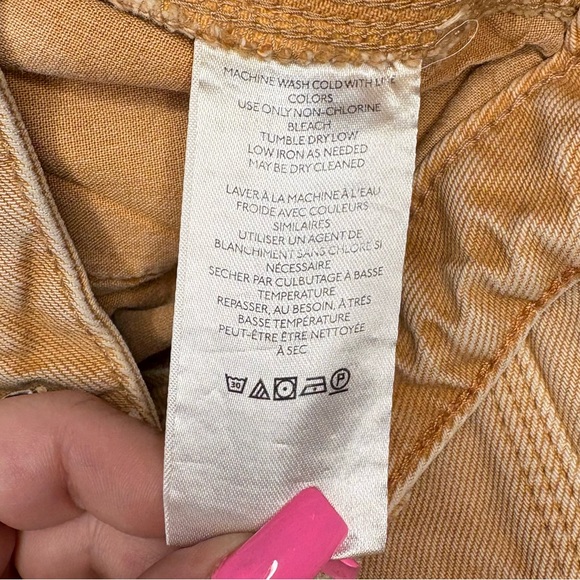 MACHINE WASH COLD WITH LIKE
COLORS
USE ONLY NON-CHLORINE
BLEACH
TUMBLE DRY LOW
LOW IRON AS NEEDED
MAY BE DRY CLEANED
LAVER À LA MACHINE À L'EAU
FROIDE AVEC COULEURS
SIMILAIRES
UTILISER UN AGENT DE
BLANCHIMENT SANS CHLORE SI
NÉCESSAIRE
SECHER PAR CULBUTAGE À BASSE
TEMPERATURE
REPASSER, AU BESOIN, À TRÈS
BASSE TEMPÉRATURE
PEUT-ÊTRE ÊTRE NETTOYÉE
À SEC
30 P